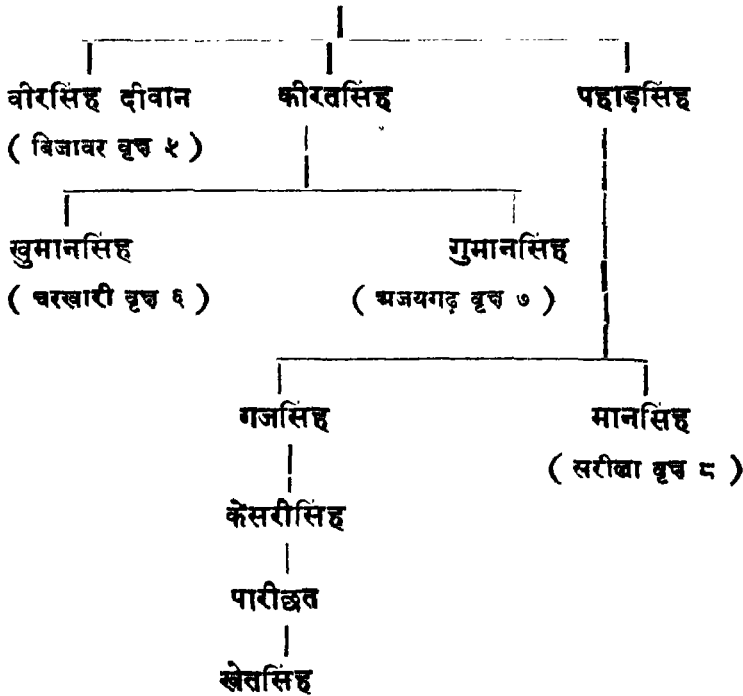 वीरसिंह दीवान कीरतसिंह पहाड़सिंह
( बिजावर वृक्ष ५ )
खुमानसिंह गुमानसिंह
( चरखारी वृक्ष ६ ) ( अजयगढ़ वृक्ष ७ )
गजसिंह मानसिंह
( सरीला वृक्ष ८ )
केसरीसिंह
पारीछत
खेतसिंह